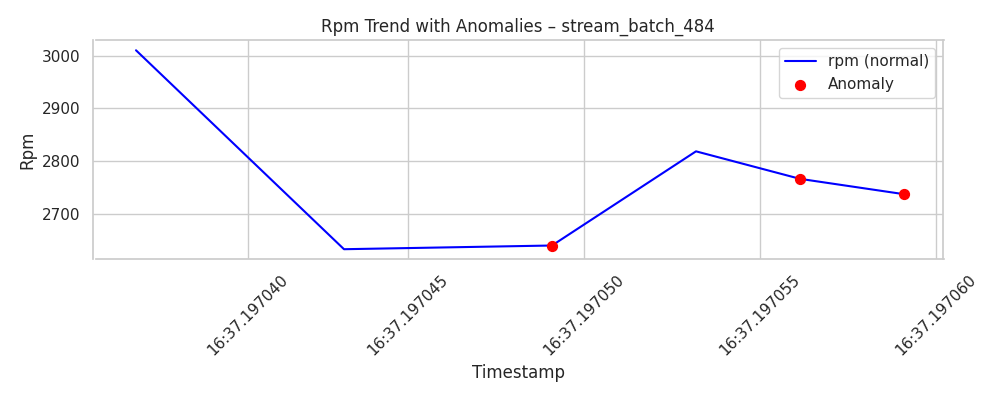 Rpm Trend with Anomalies – stream_batch_484
rpm (normal)
Anomaly
Rpm
3000
2900
2800
2700
16:37.197040
16:37.197045
16:37.197050
16:37.197055
16:37.197060
Timestamp